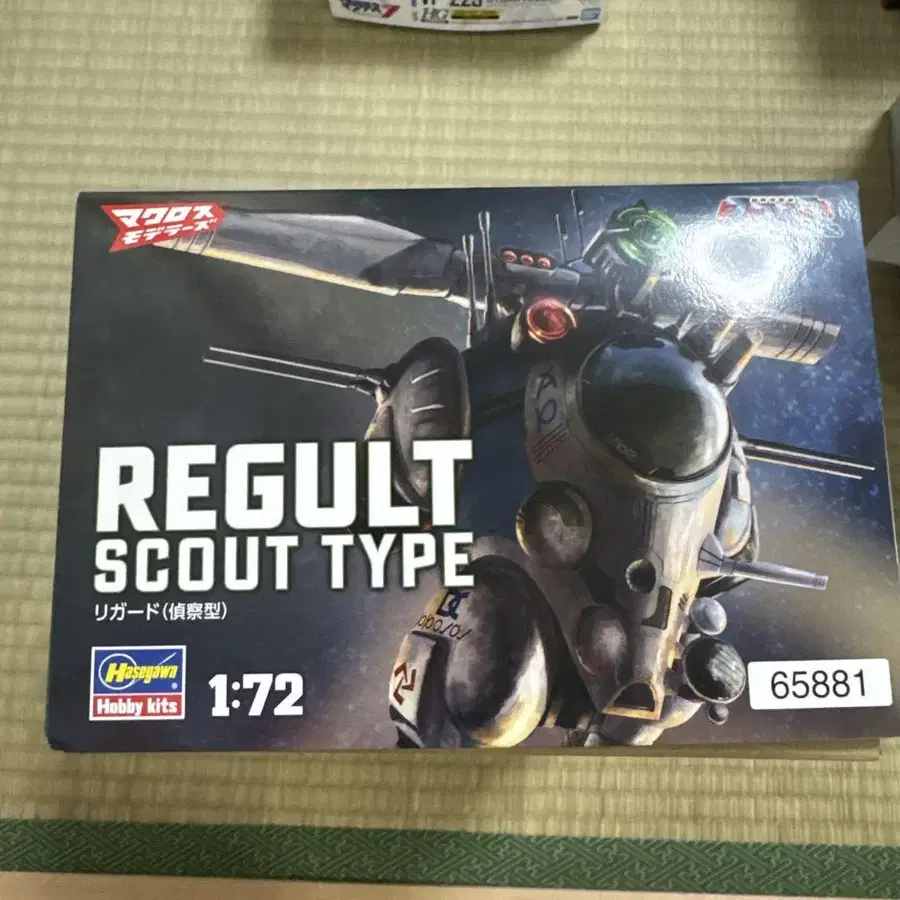 マクロス
モデラーズ
REGULT
SCOUT TYPE
リガード(偵察型)
Hasegawa
Hobby kits
1:72
65881